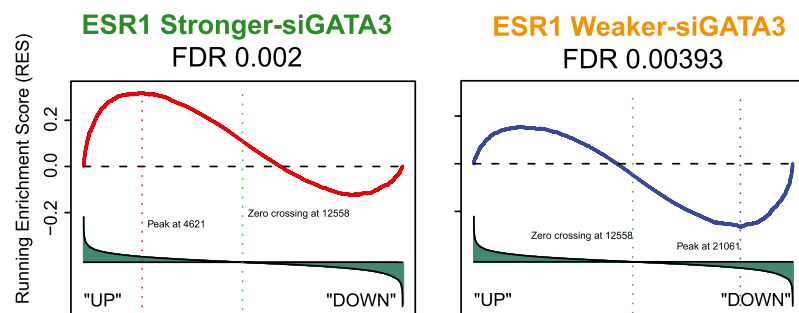 ESR1 Stronger-siGATA3
FDR 0.002
Running Enrichment Score (RES)
0.2
0.0
−0.2
Peak at 4621
Zero crossing at 12558
"UP"
"DOWN"
ESR1 Weaker-siGATA3
FDR 0.00393
Zero crossing at 12558
Peak at 21061
"UP"
"DOWN"